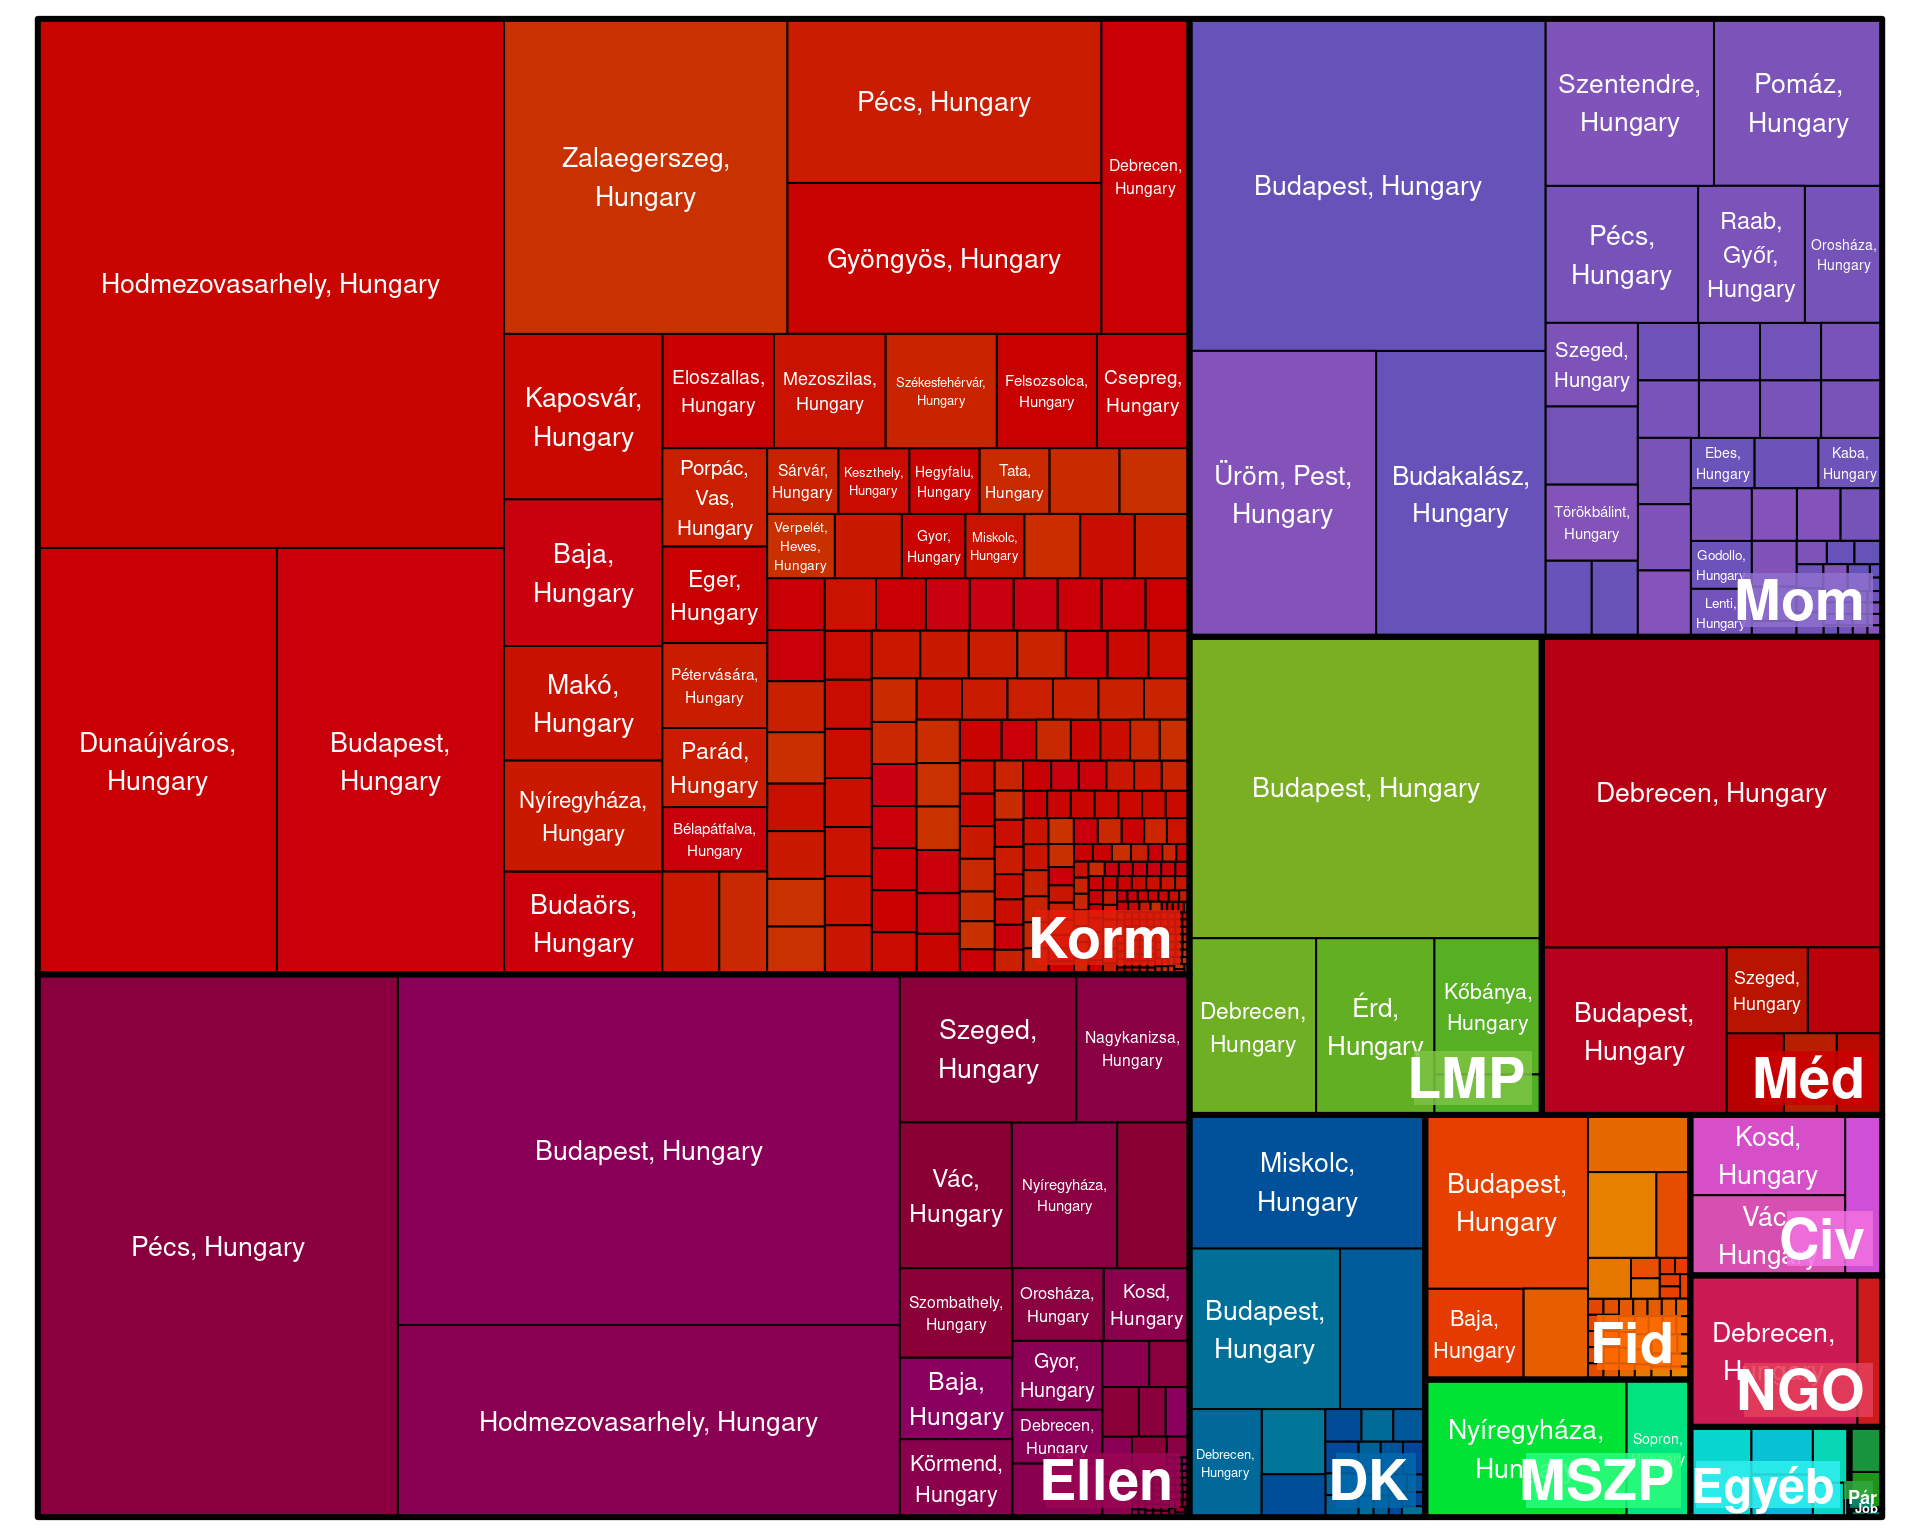 Hodmezovasarhely, Hungary
Dunaújváros,
Hungary
Budapest,
Hungary
Zalaegerszeg,
Hungary
Pécs, Hungary
Gyöngyös, Hungary
Debrecen,
Hungary
Kaposvár,
Hungary
Baja,
Hungary
Makó,
Hungary
Nyíregyháza,
Hungary
Budaörs,
Hungary
Eloszallas,
Hungary
Mezoszilas,
Hungary
Székesfehérvár,
Hungary
Felsozsolca,
Hungary
Csepreg,
Hungary
Porpác,
Vas,
Hungary
Eger,
Hungary
Pétervására,
Hungary
Parád,
Hungary
Bélapátfalva,
Hungary
Sárvár,
Hungary
Keszthely,
Hungary
Hegyfalu,
Hungary
Tata,
Hungary
Verpelét,
Heves,
Hungary
Gyor,
Hungary
Miskolc,
Hungary
Korm
Pécs, Hungary
Budapest, Hungary
Hodmezovasarhely, Hungary
Szeged,
Hungary
Nagykanizsa,
Hungary
Vác,
Hungary
Nyíregyháza,
Hungary
Szombathely,
Hungary
Orosháza,
Hungary
Kosd,
Hungary
Baja,
Hungary
Gyor,
Hungary
Debrecen,
Hungary
Körmend,
Hungary
Ellen
Budapest, Hungary
Üröm, Pest,
Hungary
Budakalász,
Hungary
Szentendre,
Hungary
Pomáz,
Hungary
Pécs,
Hungary
Raab,
Győr,
Hungary
Orosháza,
Hungary
Szeged,
Hungary
Törökbálint,
Hungary
Ebes,
Hungary
Kaba,
Hungary
Godollo,
Hungary
Lenti,
Hungary
Mom
Budapest, Hungary
Debrecen,
Hungary
Érd,
Hungary
Kőbánya,
Hungary
LMP
Debrecen, Hungary
Budapest,
Hungary
Szeged,
Hungary
Méd
Miskolc,
Hungary
Budapest,
Hungary
Debrecen,
Hungary
DK
Budapest,
Hungary
Baja,
Hungary
Fid
Nyíregyháza,
Sopron,
MSZP
Kosd,
Hungary
Vác,
Hungary
Civ
Debrecen,
Hungary
NGO
Egyéb
Pár
Job